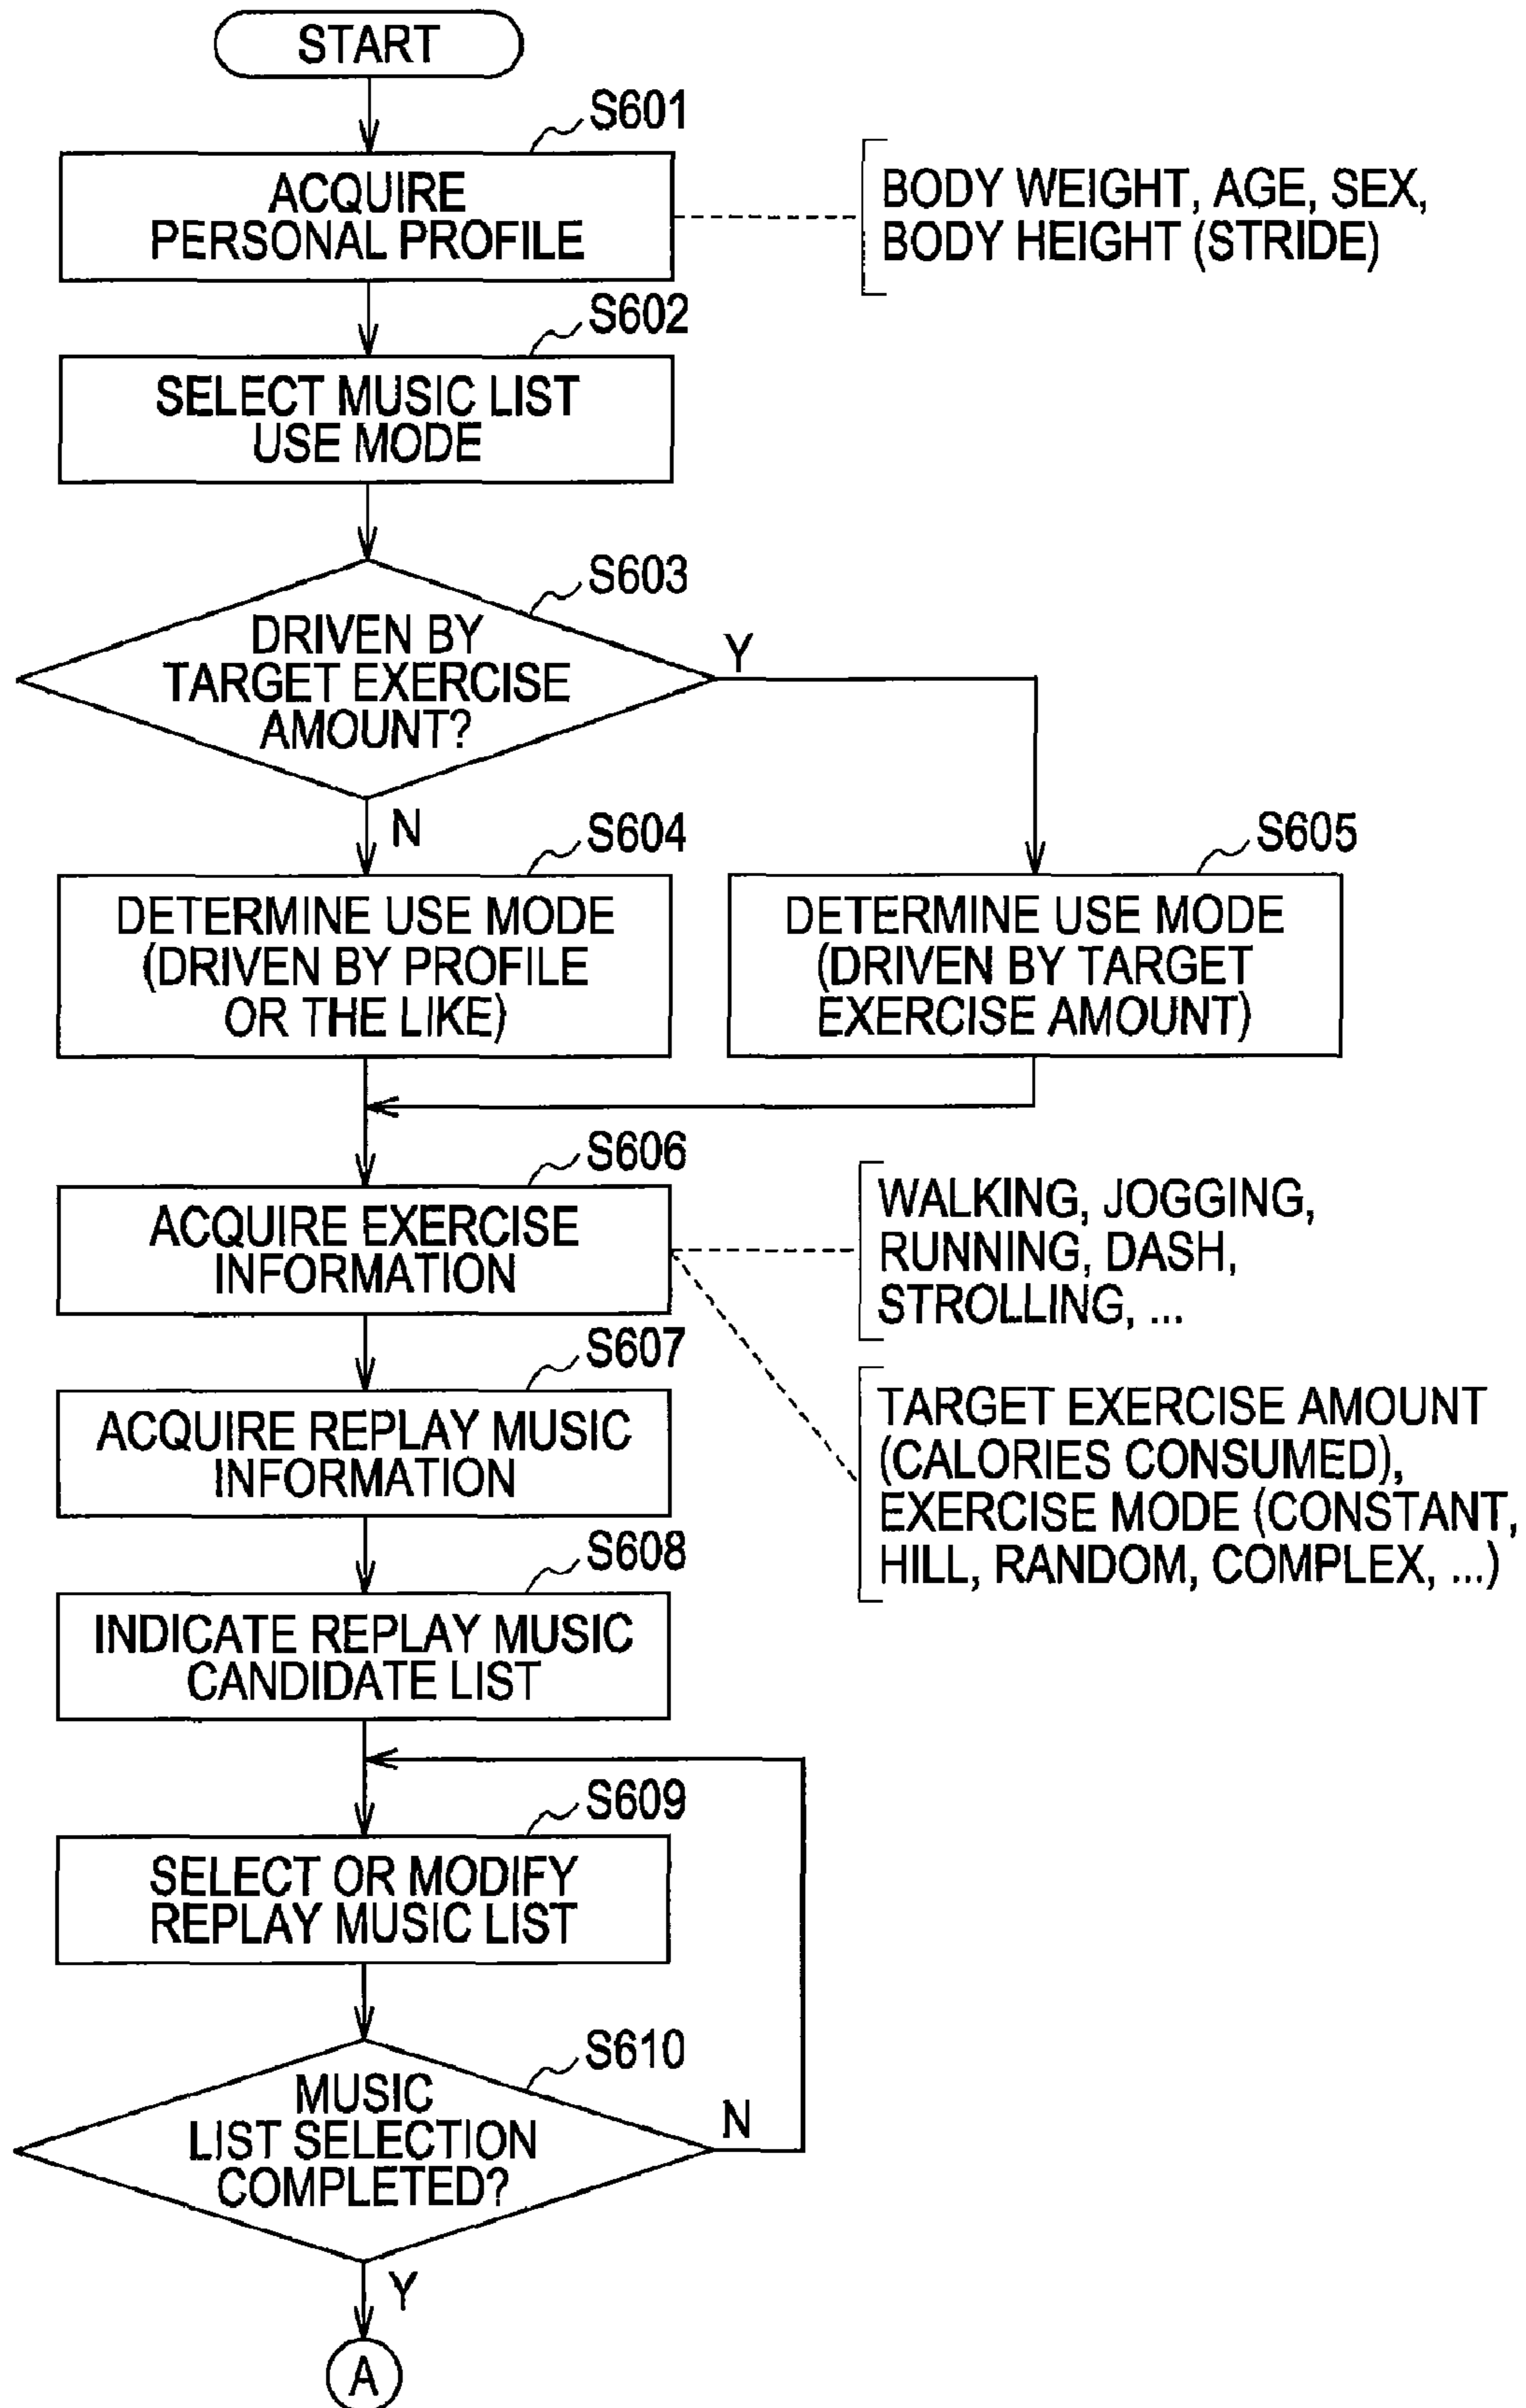 START
S601
ACQUIRE
PERSONAL PROFILE
BODY WEIGHT, AGE, SEX,
BODY HEIGHT (STRIDE)
S602
SELECT MUSIC LIST
USE MODE
S603
DRIVEN BY
TARGET EXERCISE
AMOUNT?
Y
N
S604
DETERMINE USE MODE
(DRIVEN BY PROFILE
OR THE LIKE)
S605
DETERMINE USE MODE
(DRIVEN BY TARGET
EXERCISE AMOUNT)
S606
ACQUIRE EXERCISE
INFORMATION
WALKING, JOGGING,
RUNNING, DASH,
STROLLING, ...
TARGET EXERCISE AMOUNT
(CALORIES CONSUMED),
EXERCISE MODE (CONSTANT,
HILL, RANDOM, COMPLEX, ...)
S607
ACQUIRE REPLAY MUSIC
INFORMATION
S608
INDICATE REPLAY MUSIC
CANDIDATE LIST
S609
SELECT OR MODIFY
REPLAY MUSIC LIST
S610
MUSIC
LIST SELECTION
COMPLETED?
N
Y
A